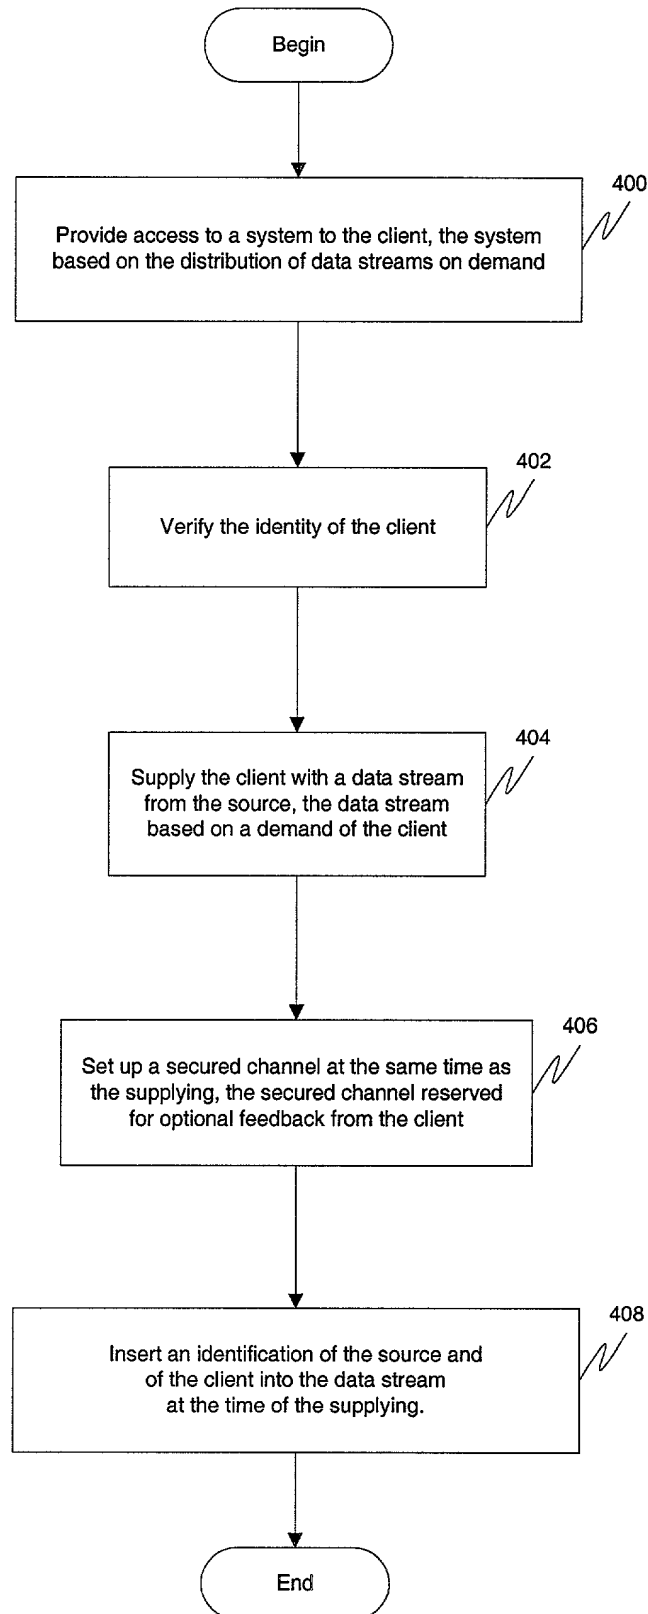 Begin
400
Provide access to a system to the client, the system
based on the distribution of data streams on demand
402
Verify the identity of the client
404
Supply the client with a data stream
from the source, the data stream
based on a demand of the client
406
Set up a secured channel at the same time as
the supplying, the secured channel reserved
for optional feedback from the client
408
Insert an identification of the source and
of the client into the data stream
at the time of the supplying.
End